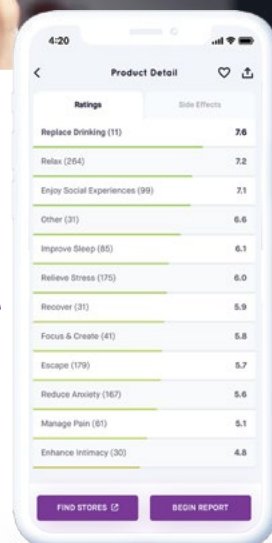 4:20
Product Detail
Ratings
Side Effects
Replace Drinking (11) 7.6
Relax (264) 7.2
Enjoy Social Experiences (99) 7.1
Other (31) 6.6
Improve Sleep (85) 6.1
Relieve Stress (175) 6.0
Recover (31) 5.9
Focus & Create (41) 5.8
Escape (179) 5.7
Reduce Anxiety (167) 5.6
Manage Pain (61) 5.1
Enhance Intimacy (30) 4.8
FIND STORES
BEGIN REPORT